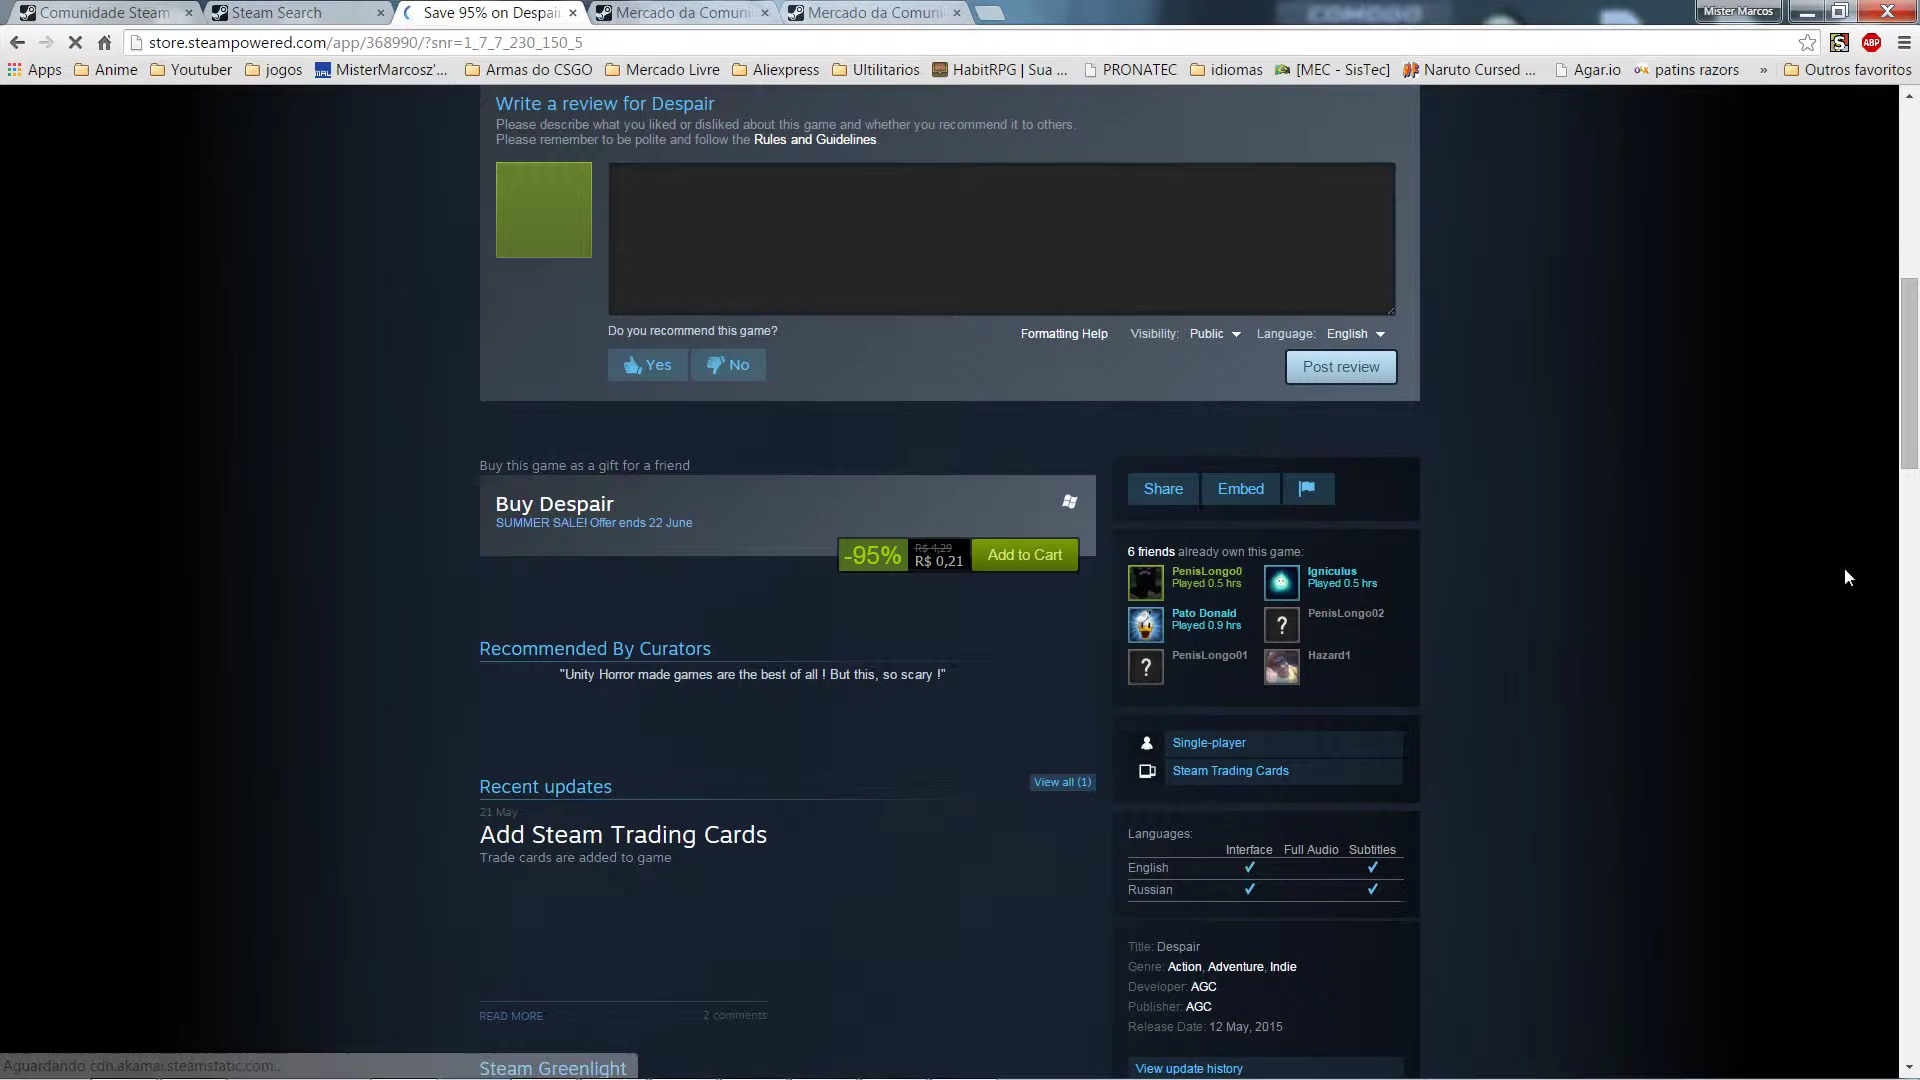 Comunidade Steam
Steam Search
Save 95% on Despai
Mercado da Comuni
Mercado da Comuni
COMODO
Mister Marcos
store.steampowered.com/app/368990/?snr=1_7_7_230_150_5
ABP
Apps
Anime
Youtuber
jogos
MAL
MisterMarcosz'...
Armas do CSGO
Mercado Livre
Aliexpress
Ultilitarios
HabitRPG | Sua ...
PRONATEC
idiomas
[MEC - SisTec]
Naruto Cursed ...
Agar.io
patins razors
»
Outros favoritos
Write a review for Despair
Please describe what you liked or disliked about this game and whether you recommend it to others.
Please remember to be polite and follow the Rules and Guidelines.
Do you recommend this game?
Formatting Help
Visibility: Public
Language: English
Yes
No
Post review
Buy this game as a gift for a friend
Buy Despair
SUMMER SALE! Offer ends 22 June
-95%
R$ 4,29
R$ 0,21
Add to Cart
Recommended By Curators
"Unity Horror made games are the best of all ! But this, so scary !"
Recent updates
View all (1)
21 May
Add Steam Trading Cards
Trade cards are added to game
READ MORE
2 comments
Steam Greenlight
Share
Embed
6 friends already own this game:
PenisLongo0
Played 0.5 hrs
Igniculus
Played 0.5 hrs
Pato Donald
Played 0.9 hrs
PenisLongo02
PenisLongo01
Hazard1
Single-player
Steam Trading Cards
Languages:
Interface Full Audio Subtitles
English ✓ ✓
Russian ✓ ✓
Title: Despair
Genre: Action, Adventure, Indie
Developer: AGC
Publisher: AGC
Release Date: 12 May, 2015
View update history
Aguardando cdn.akamai.steamstatic.com...